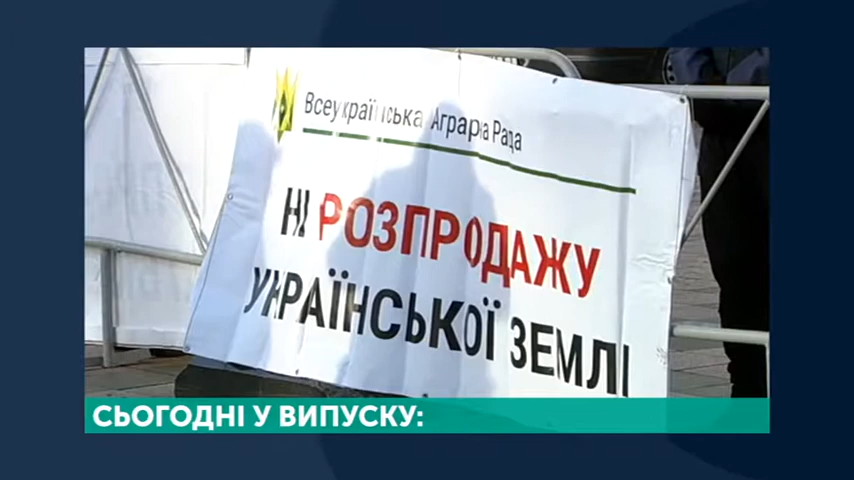 Всеукраїнська Аграрна Рада
НІ РОЗПРОДАЖУ
УКРАЇНСЬКОЇ ЗЕМЛІ
СЬОГОДНІ У ВИПУСКУ: